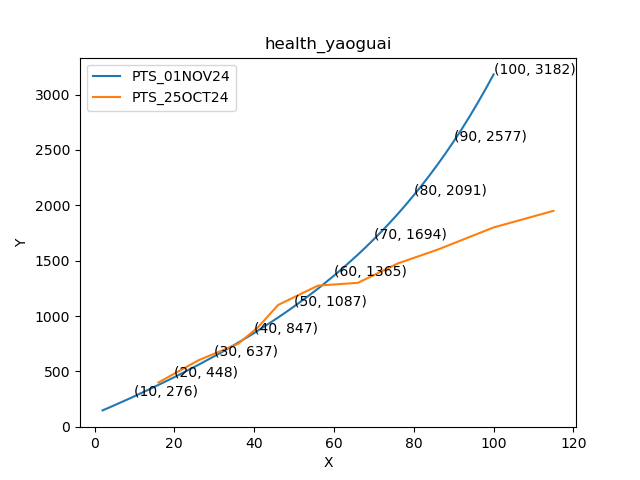 health_yaoguai
PTS_01NOV24
PTS_25OCT24
(100, 3182)
(90, 2577)
(80, 2091)
(70, 1694)
(60, 1365)
(50, 1087)
(40, 847)
(30, 637)
(20, 448)
(10, 276)
3000
2500
2000
1500
1000
500
0
Y
0 20 40 60 80 100 120
X